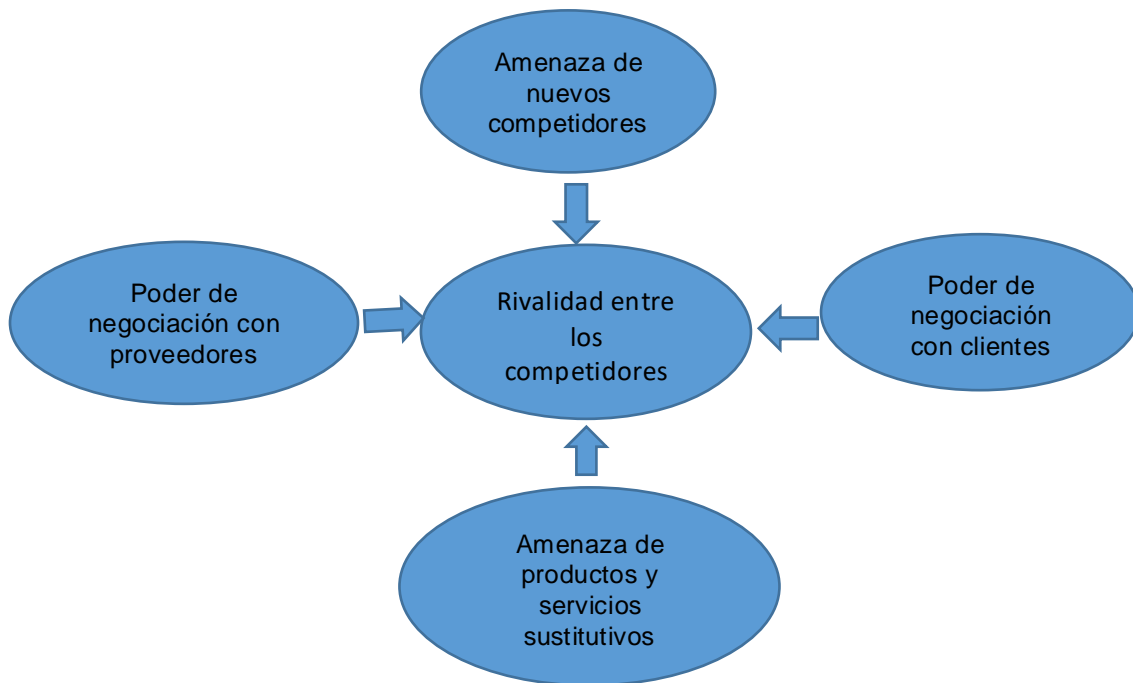 Amenaza de
nuevos
competidores
Poder de
negociación con
proveedores
Rivalidad entre
los
competidores
Poder de
negociación
con clientes
Amenaza de
productos y
servicios
sustitutivos